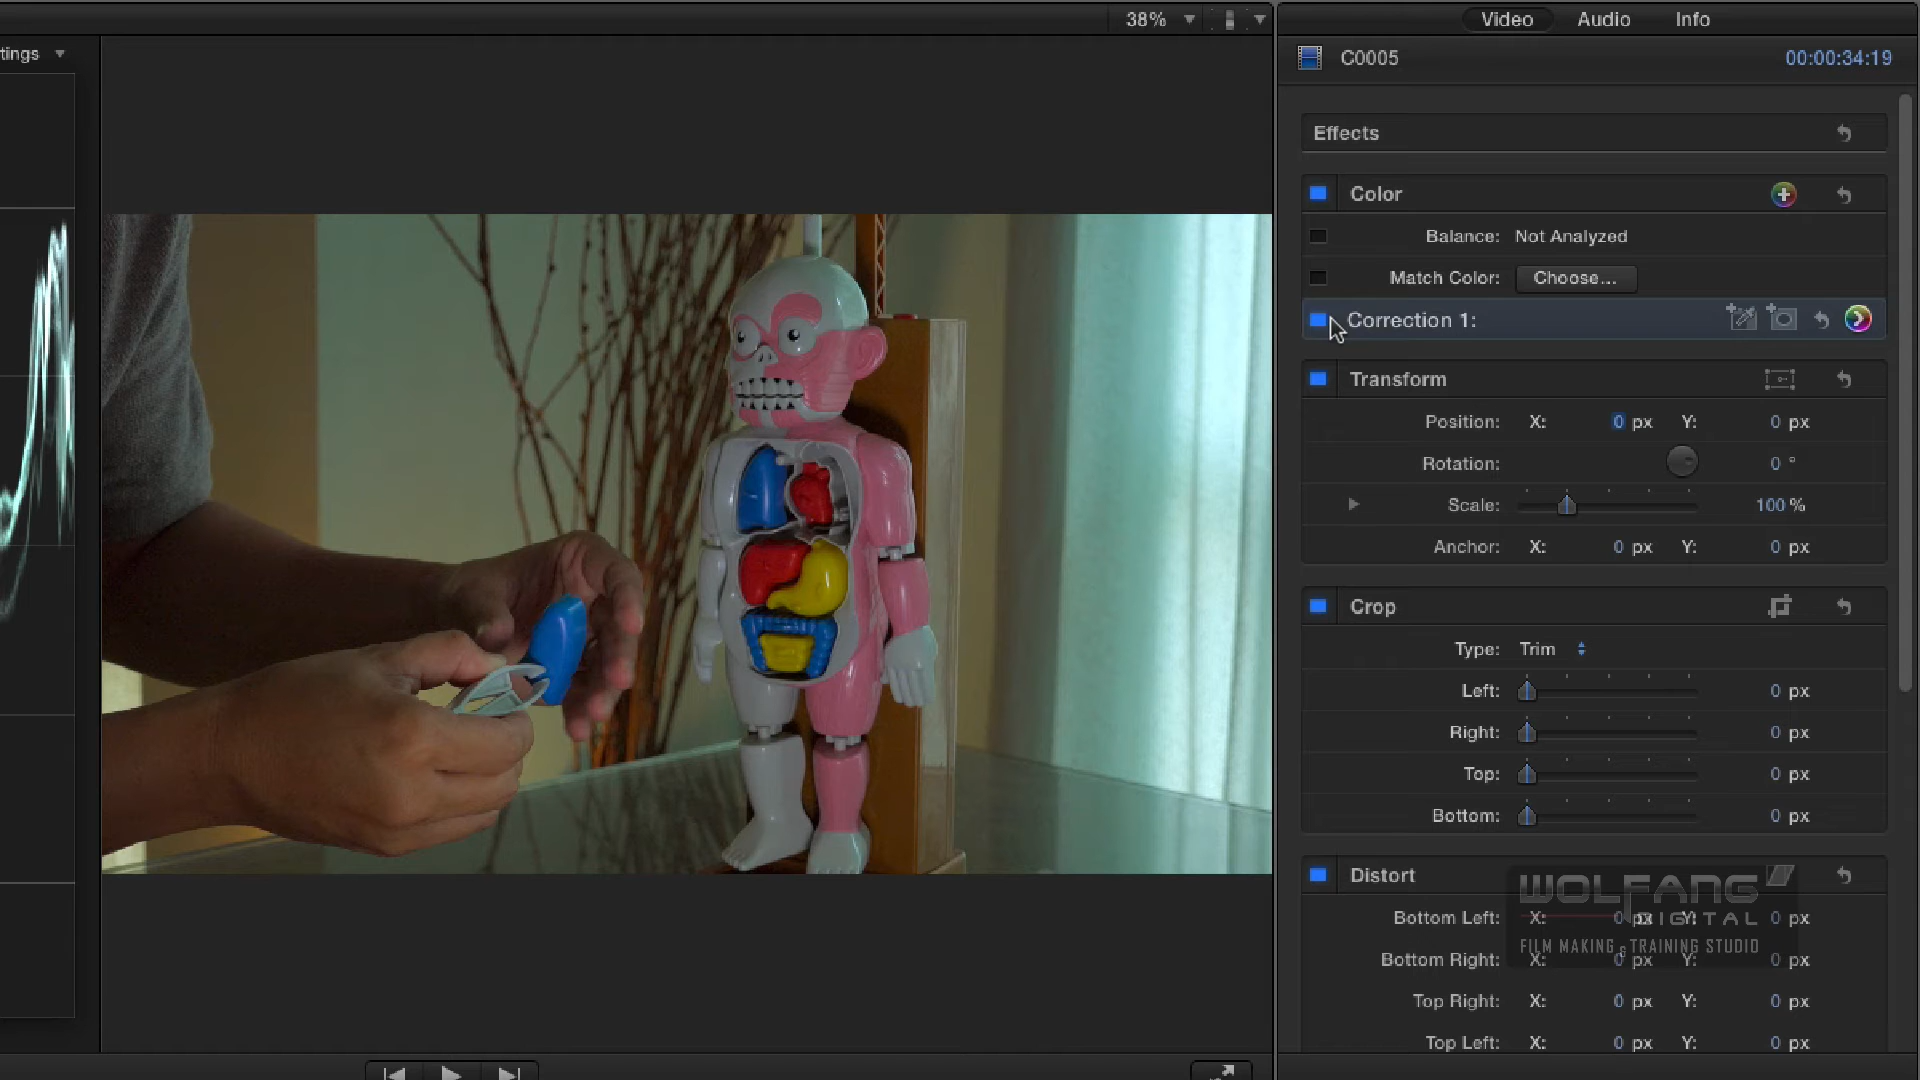 tings
38%
Video Audio Info
C0005 00:00:34:19
Effects
Color
Balance: Not Analyzed
Match Color: Choose...
Correction 1:
Transform
Position: X: 0 px Y: 0 px
Rotation: 0 °
Scale: 100 %
Anchor: X: 0 px Y: 0 px
Crop
Type: Trim
Left: 0 px
Right: 0 px
Top: 0 px
Bottom: 0 px
Distort
Bottom Left: X: 0 px Y: 0 px
Bottom Right: X: 0 px Y: 0 px
Top Right: X: 0 px Y: 0 px
Top Left: X: 0 px Y: 0 px
WOLFANG
DIGITAL
FILM MAKING & TRAINING STUDIO